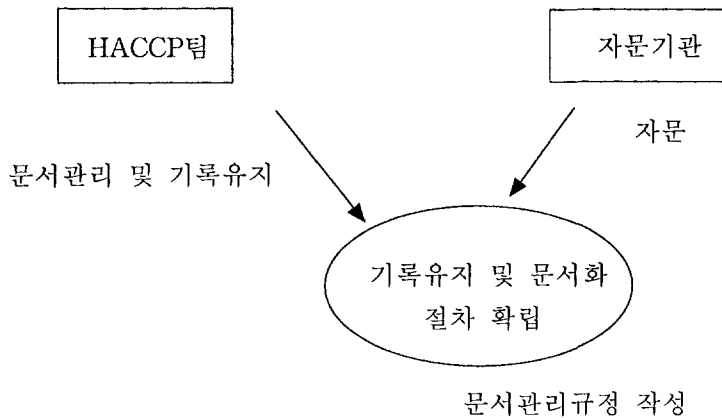 HACCP팀
자문기관
자문
문서관리 및 기록유지
기록유지 및 문서화
절차 확립
문서관리규정 작성